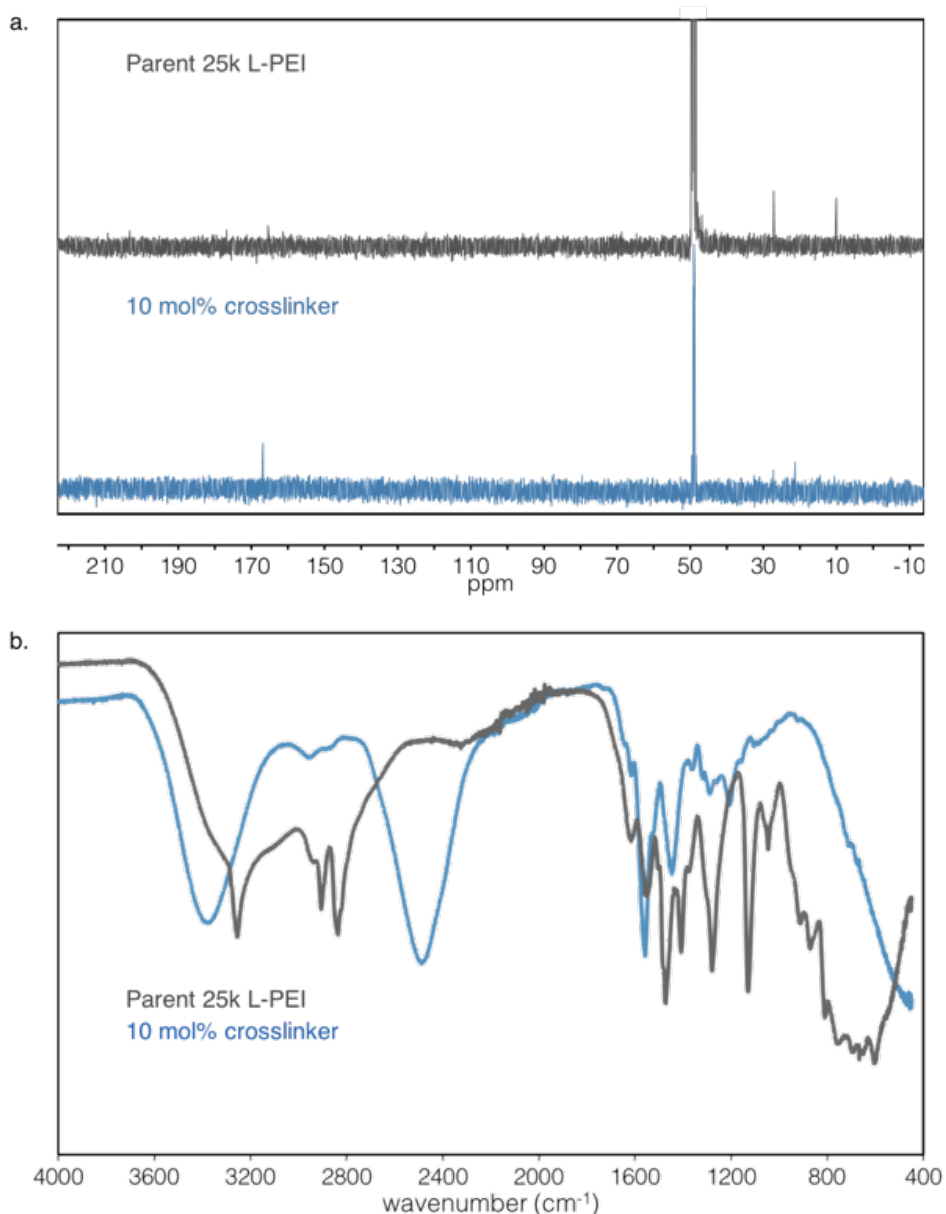 a.
Parent 25k L-PEI
10 mol% crosslinker
210 190 170 150 130 110 90 70 50 30 10 -10
ppm
b.
Parent 25k L-PEI
10 mol% crosslinker
4000 3600 3200 2800 2400 2000 1600 1200 800 400
wavenumber (cm⁻¹)